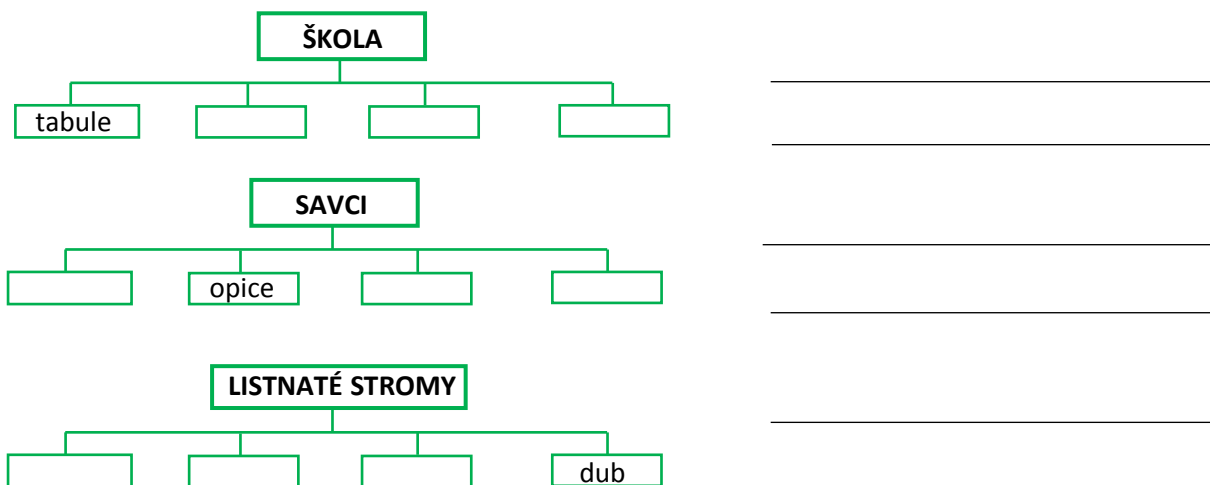 ŠKOLA
tabule
SAVCI
opice
LISTNATÉ STROMY
dub